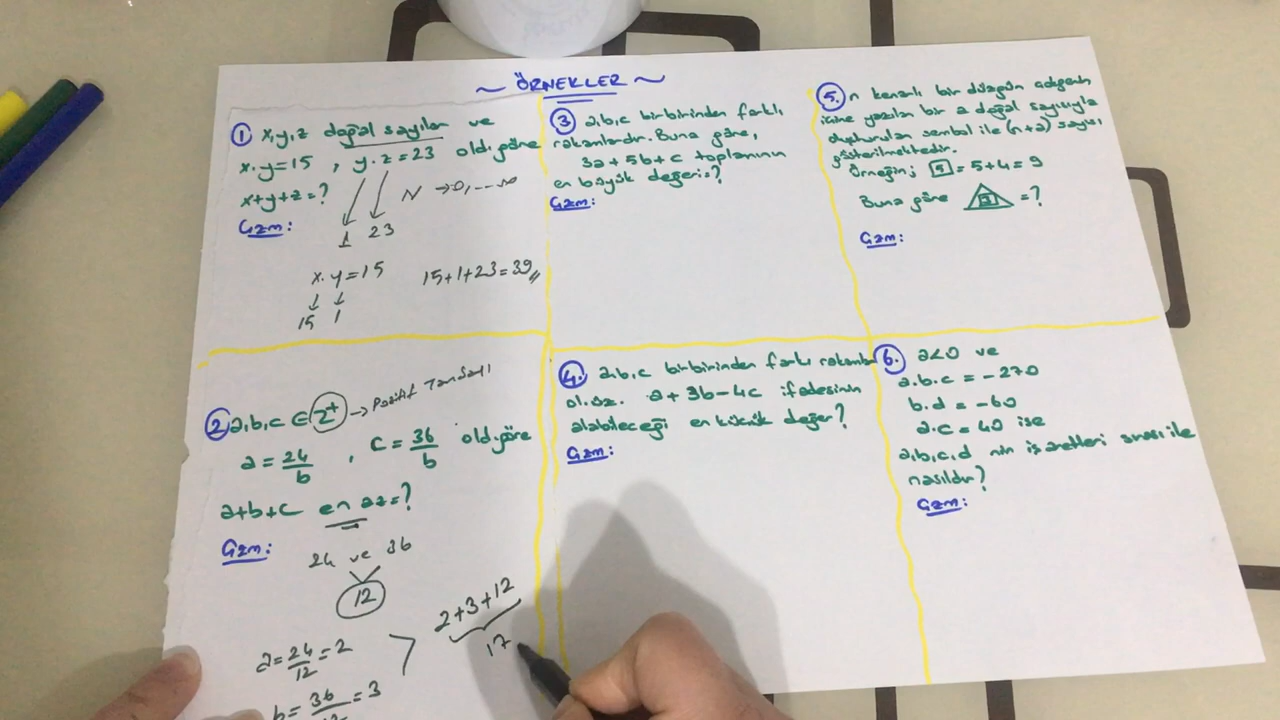 ~ ÖRNEKLER ~
① x,y,z doğal sayılar ve
x.y=15 , y.z=23 old.göre
x+y+z=?
N →0,---∞
Çzm:
1 23
x.y=15
15 1
15+1+23=39
② a,b,c ∈ Z⁺ → Pozitif Tamsayı
a=24/b , c=36/b old.göre
a+b+c en az=?
Çzm:
24 ve 36
12
a=24/12=2
b=36/12=3
2+3+12
17
③ a,b,c birbirinden farklı
rakamlardır. Buna göre,
3a+5b+c toplamının
en büyük değeri?
Çzm:
④. a,b,c birbirinden farklı rakamlar
a+3b-4c ifadesinin
alabileceği en küçük değer?
Çzm:
⑤. n kenarlı bir düzgün çokgenin
içine yazılan bir a doğal sayısıyla
oluşturulan sembol ile (n+a) sayısı
gösterilmektedir.
Örneğin; =5+4=9
Buna göre =?
Çzm:
⑥. a<0 ve
a.b.c = -270
b.d = -60
a.c = 40 ise
a,b,c,d nin işaretleri sırası ile
nasıldır?
Çzm: